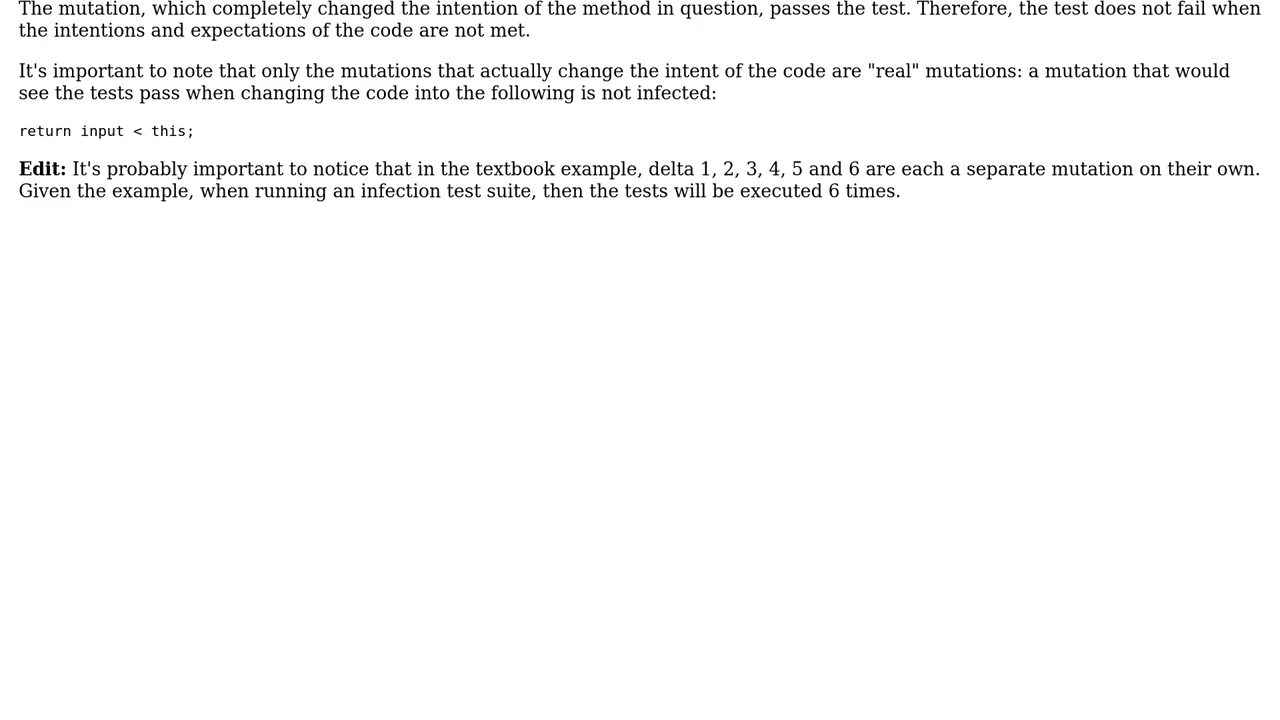 The mutation, which completely changed the intention of the method in question, passes the test. Therefore, the test does not fail when
the intentions and expectations of the code are not met.
It's important to note that only the mutations that actually change the intent of the code are "real" mutations: a mutation that would
see the tests pass when changing the code into the following is not infected:
return input < this;
Edit: It's probably important to notice that in the textbook example, delta 1, 2, 3, 4, 5 and 6 are each a separate mutation on their own.
Given the example, when running an infection test suite, then the tests will be executed 6 times.